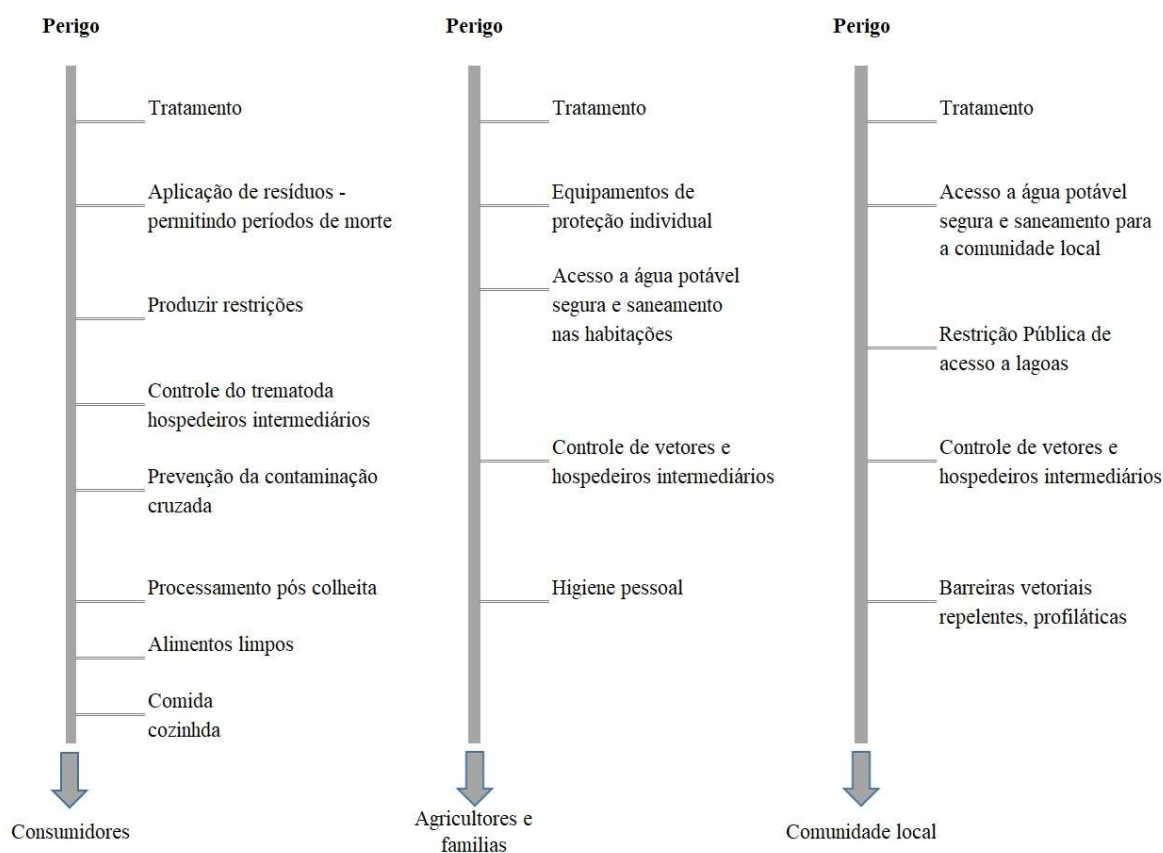 Perigo
Tratamento
Aplicação de resíduos -
permitindo períodos de morte
Produzir restrições
Controle do trematoda
hospedeiros intermediários
Prevenção da contaminação
cruzada
Processamento pós colheita
Alimentos limpos
Comida
cozinhda
Consumidores
Perigo
Tratamento
Equipamentos de
proteção individual
Acesso a água potável
segura e saneamento
nas habitações
Controle de vetores e
hospedeiros intermediários
Higiene pessoal
Agricultores e
famílias
Perigo
Tratamento
Acesso a água potável
segura e saneamento para
a comunidade local
Restrição Pública de
acesso a lagoas
Controle de vetores e
hospedeiros intermediários
Barreiras vetoriais
repelentes, profiláticas
Comunidade local